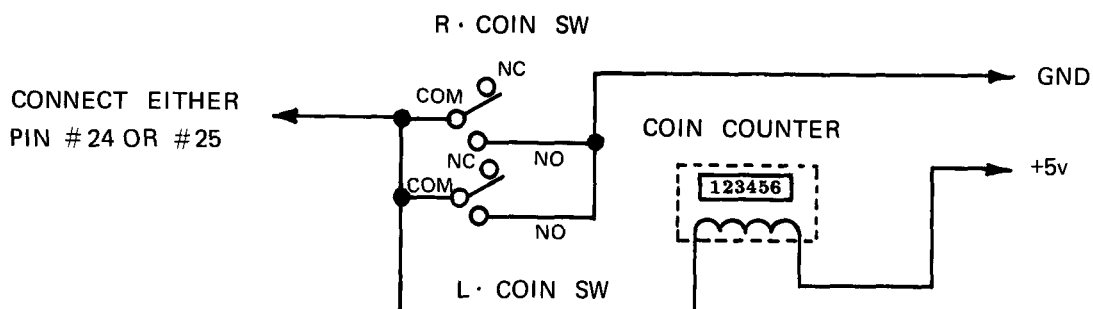 R · COIN SW
NC
COM
NO
GND
CONNECT EITHER
PIN #24 OR #25
COIN COUNTER
NC
COM
NO
+5v
123456
L · COIN SW